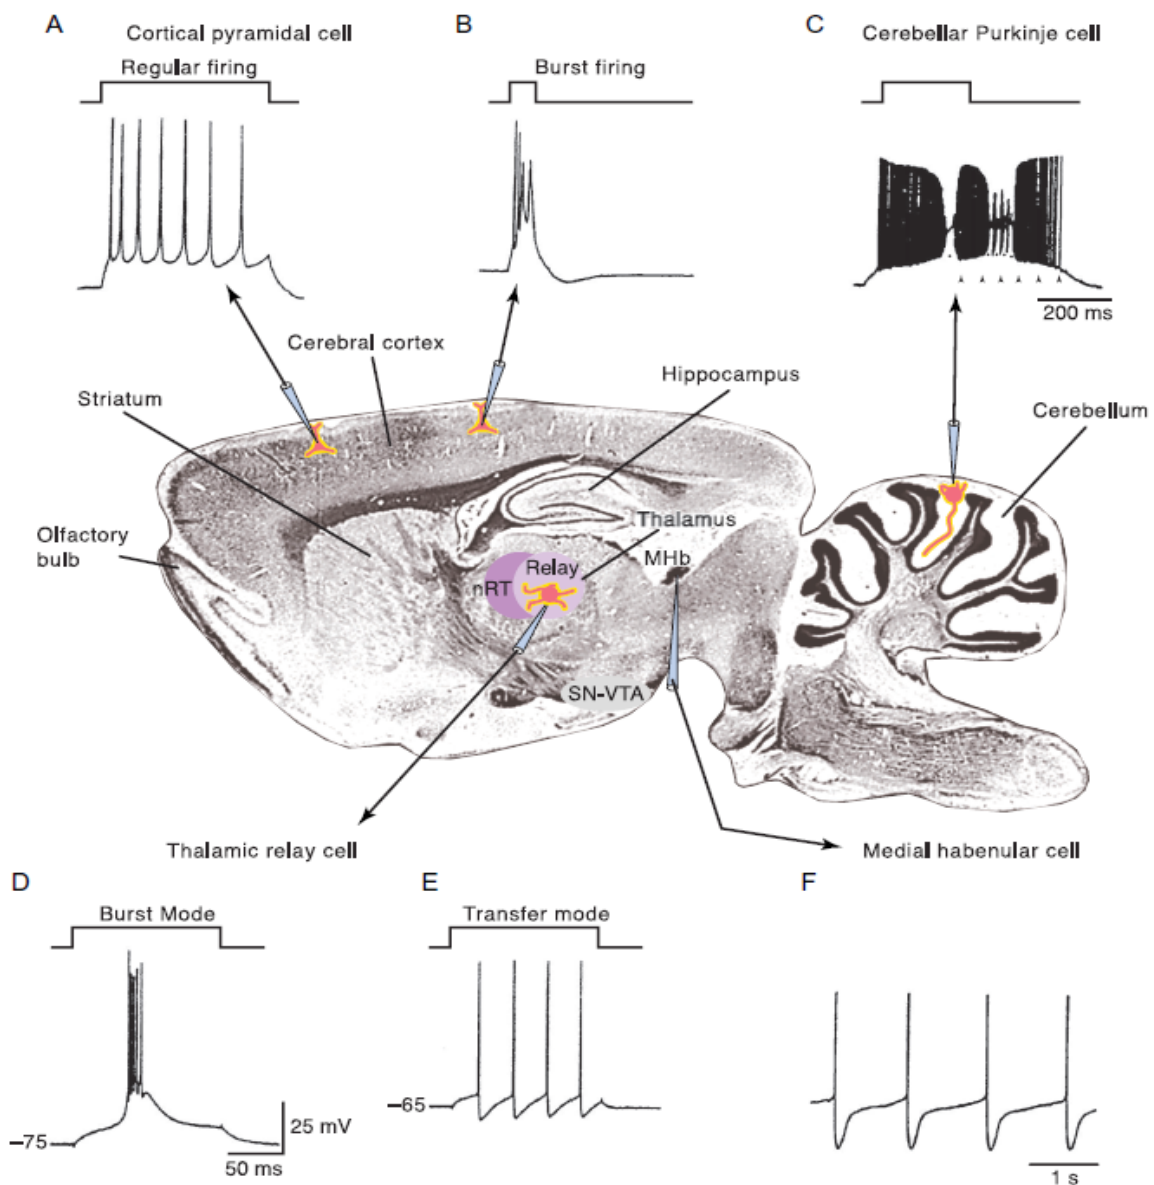 A
Cortical pyramidal cell
Regular firing
B
Burst firing
C
Cerebellar Purkinje cell
200 ms
Cerebral cortex
Striatum
Hippocampus
Cerebellum
Olfactory
bulb
Thalamus
MHb
Relay
nRT
SN-VTA
Thalamic relay cell
Medial habenular cell
D
Burst Mode
–75
25 mV
50 ms
E
Transfer mode
–65
F
1 s